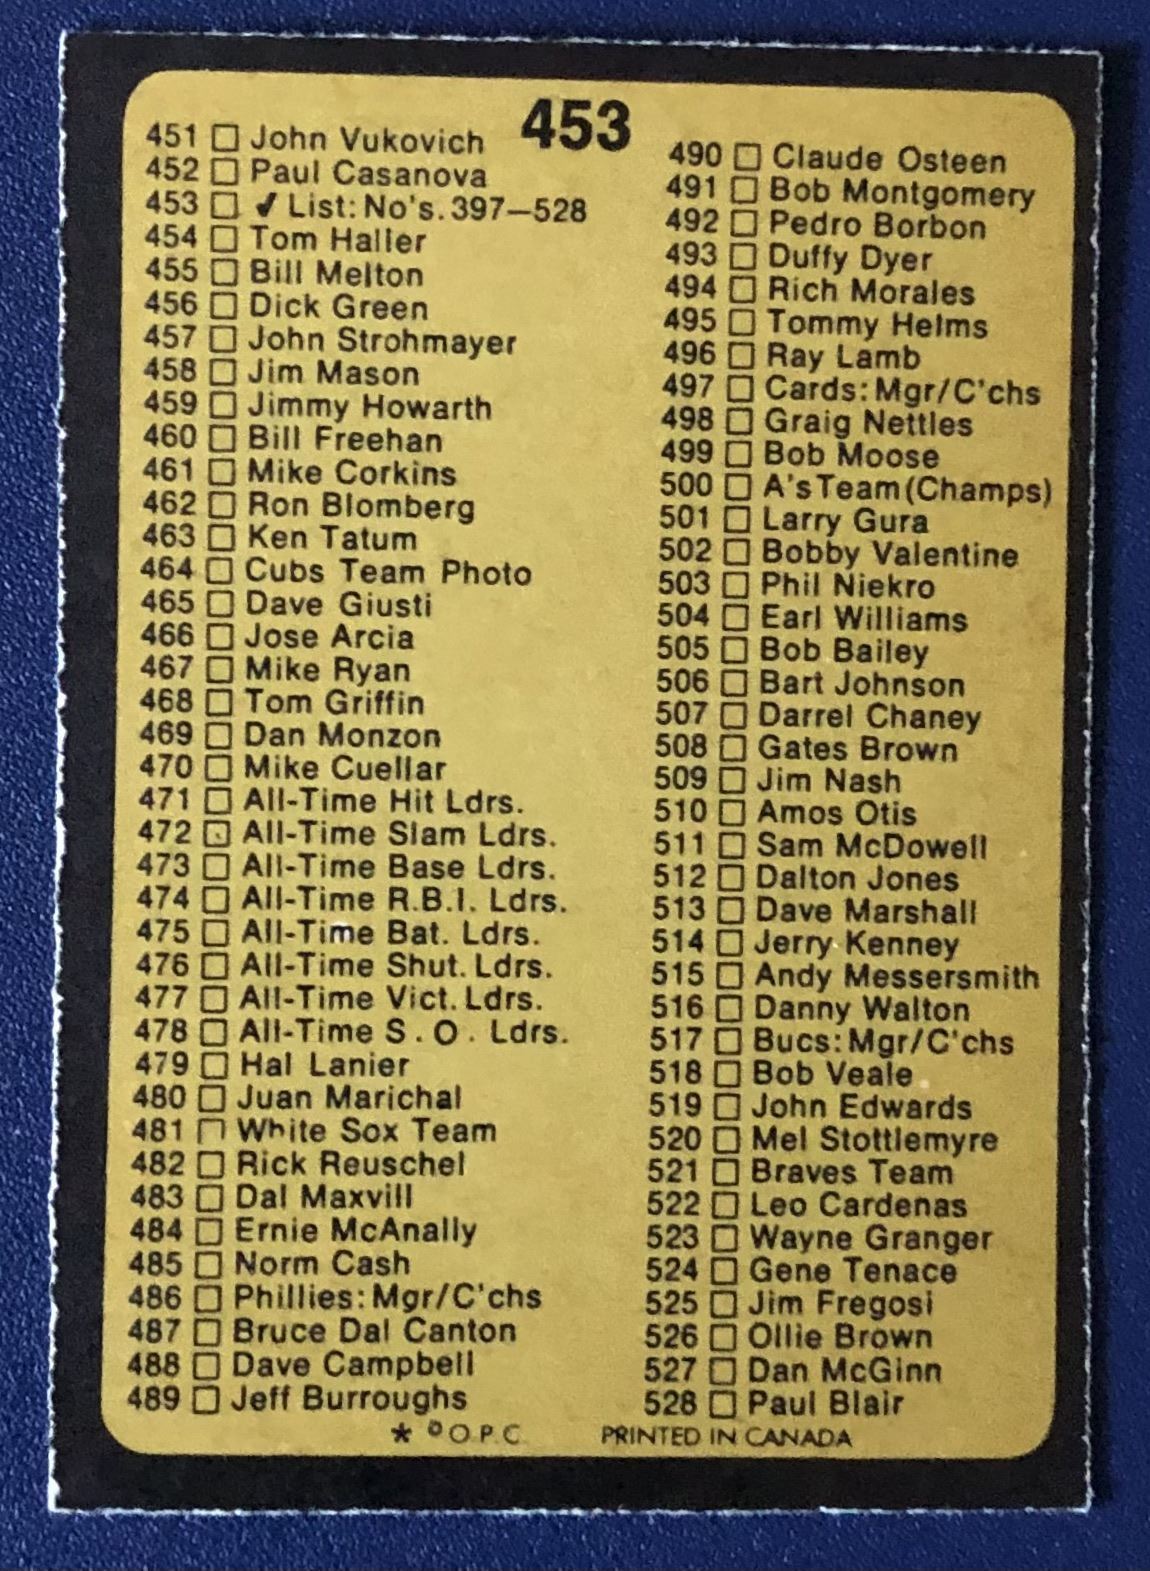 453
451 □ John Vukovich
452 □ Paul Casanova
453 □ ✓ List: No's. 397–528
454 □ Tom Haller
455 □ Bill Melton
456 □ Dick Green
457 □ John Strohmayer
458 □ Jim Mason
459 □ Jimmy Howarth
460 □ Bill Freehan
461 □ Mike Corkins
462 □ Ron Blomberg
463 □ Ken Tatum
464 □ Cubs Team Photo
465 □ Dave Giusti
466 □ Jose Arcia
467 □ Mike Ryan
468 □ Tom Griffin
469 □ Dan Monzon
470 □ Mike Cuellar
471 □ All-Time Hit Ldrs.
472 □ All-Time Slam Ldrs.
473 □ All-Time Base Ldrs.
474 □ All-Time R.B.I. Ldrs.
475 □ All-Time Bat. Ldrs.
476 □ All-Time Shut. Ldrs.
477 □ All-Time Vict. Ldrs.
478 □ All-Time S. O. Ldrs.
479 □ Hal Lanier
480 □ Juan Marichal
481 □ White Sox Team
482 □ Rick Reuschel
483 □ Dal Maxvill
484 □ Ernie McAnally
485 □ Norm Cash
486 □ Phillies: Mgr/C'chs
487 □ Bruce Dal Canton
488 □ Dave Campbell
489 □ Jeff Burroughs
490 □ Claude Osteen
491 □ Bob Montgomery
492 □ Pedro Borbon
493 □ Duffy Dyer
494 □ Rich Morales
495 □ Tommy Helms
496 □ Ray Lamb
497 □ Cards: Mgr/C'chs
498 □ Graig Nettles
499 □ Bob Moose
500 □ A's Team (Champs)
501 □ Larry Gura
502 □ Bobby Valentine
503 □ Phil Niekro
504 □ Earl Williams
505 □ Bob Bailey
506 □ Bart Johnson
507 □ Darrel Chaney
508 □ Gates Brown
509 □ Jim Nash
510 □ Amos Otis
511 □ Sam McDowell
512 □ Dalton Jones
513 □ Dave Marshall
514 □ Jerry Kenney
515 □ Andy Messersmith
516 □ Danny Walton
517 □ Bucs: Mgr/C'chs
518 □ Bob Veale
519 □ John Edwards
520 □ Mel Stottlemyre
521 □ Braves Team
522 □ Leo Cardenas
523 □ Wayne Granger
524 □ Gene Tenace
525 □ Jim Fregosi
526 □ Ollie Brown
527 □ Dan McGinn
528 □ Paul Blair
* © O.P.C. PRINTED IN CANADA